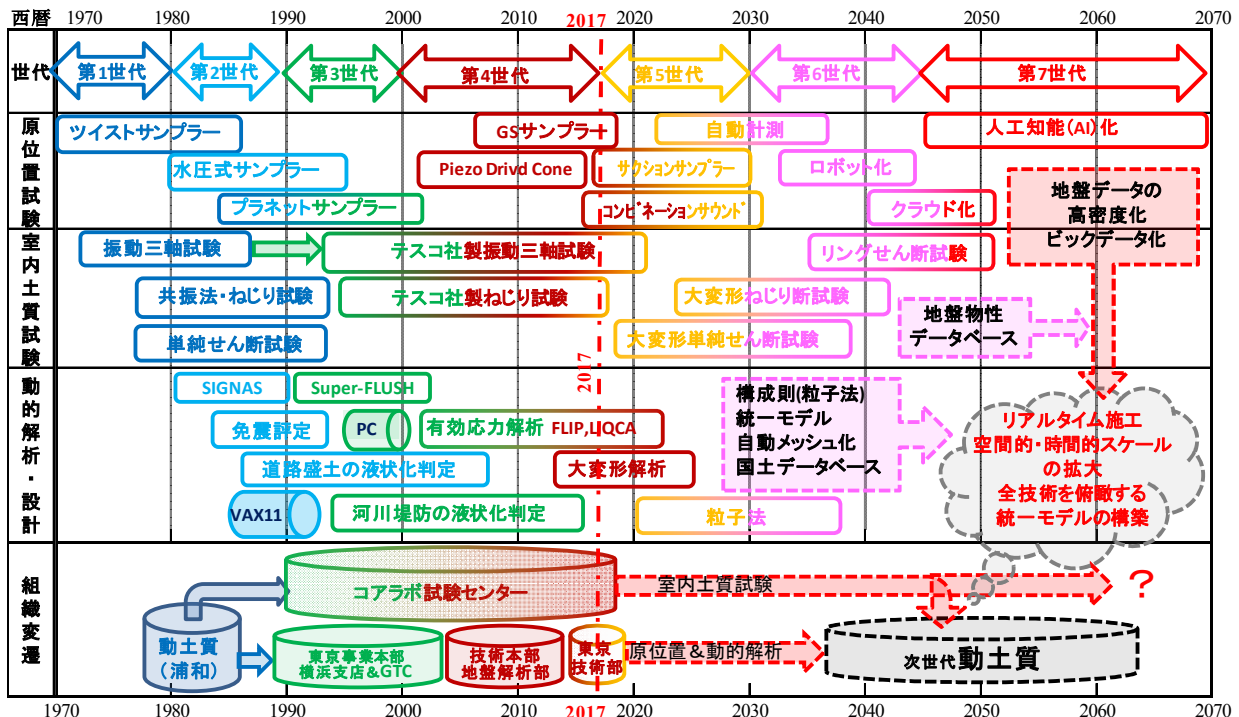 西暦 1970 1980 1990 2000 2010 2017 2020 2030 2040 2050 2060 2070
世代
第1世代 第2世代 第3世代 第4世代 第5世代 第6世代 第7世代
原位置試験
ツイストサンプラー GSサンプラー 自動計測 人工知能(AI)化
水圧式サンプラー Piezo Drivd Cone サクションサンプラー ロボット化
プラネットサンプラー コンビネーションサウンド クラウド化
地盤データの
高密度化
ビックデータ化
室内土質試験
振動三軸試験 テスコ社製振動三軸試験 リングせん断試験
共振法・ねじり試験 テスコ社製ねじり試験 大変形ねじり断試験
単純せん断試験 大変形単純せん断試験
地盤物性
データベース
2017
動的解析・設計
SIGNAS Super-FLUSH
免震評定 PC 有効応力解析 FLIP,LIQCA
道路盛土の液状化判定 大変形解析
VAX11 河川堤防の液状化判定 粒子法
構成則(粒子法)
統一モデル
自動メッシュ化
国土データベース
リアルタイム施工
空間的・時間的スケール
の拡大
全技術を俯瞰する
統一モデルの構築
組織変遷
コアラボ試験センター 室内土質試験 ?
動土質
(浦和)
東京事業本部
横浜支店&GTC
技術本部
地盤解析部
東京
技術部
原位置&動的解析
次世代動土質
1970 1980 1990 2000 2010 2017 2020 2030 2040 2050 2060 2070